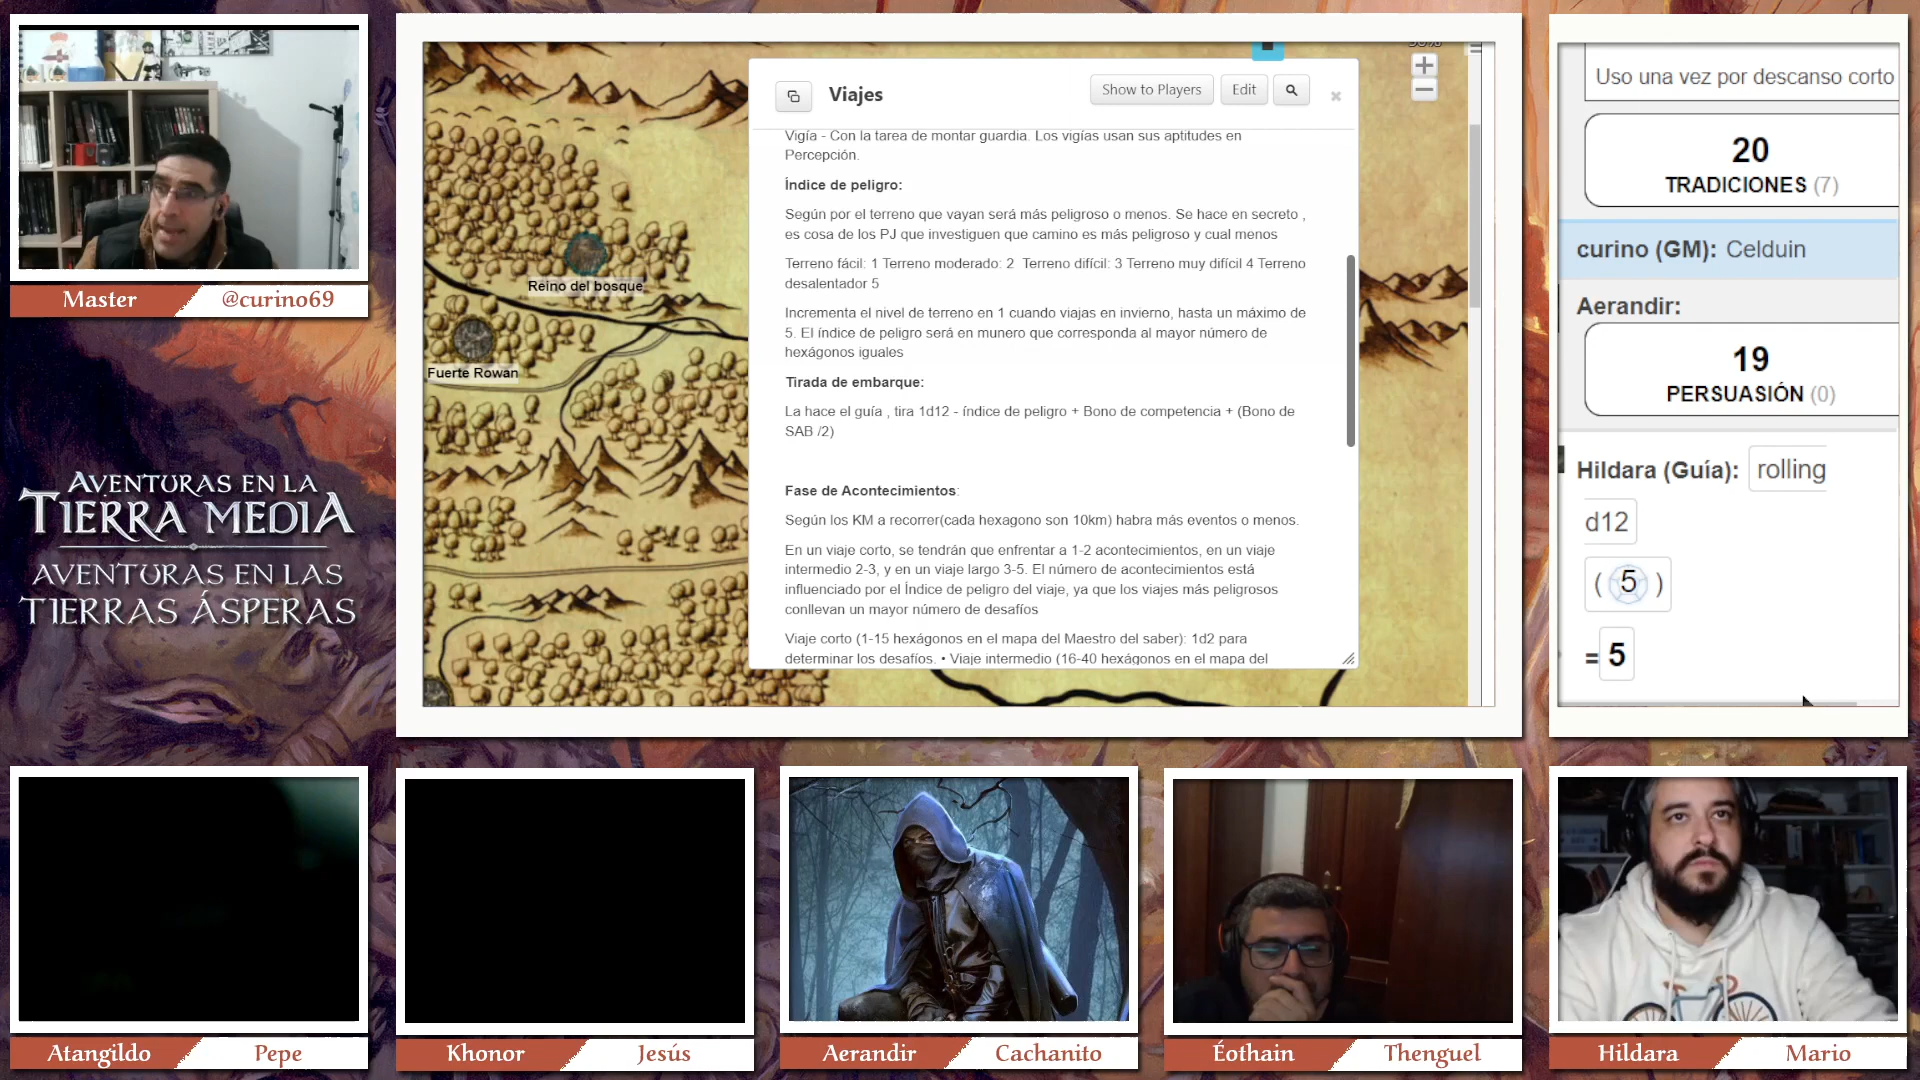 Master @curino69
AVENTURAS EN LA
TIERRA MEDIA
AVENTURAS EN LAS
TIERRAS ÁSPERAS
Reino del bosque
Fuerte Rowan
Viajes
Show to Players
Edit
Vigía - Con la tarea de montar guardia. Los vigías usan sus aptitudes en
Percepción.
Índice de peligro:
Según por el terreno que vayan será más peligroso o menos. Se hace en secreto ,
es cosa de los PJ que investiguen que camino es más peligroso y cual menos
Terreno fácil: 1 Terreno moderado: 2 Terreno difícil: 3 Terreno muy difícil 4 Terreno
desalentador 5
Incrementa el nivel de terreno en 1 cuando viajas en invierno, hasta un máximo de
5. El índice de peligro será en munero que corresponda al mayor número de
hexágonos iguales
Tirada de embarque:
La hace el guía , tira 1d12 - índice de peligro + Bono de competencia + (Bono de
SAB /2)
Fase de Acontecimientos:
Según los KM a recorrer(cada hexagono son 10km) habra más eventos o menos.
En un viaje corto, se tendrán que enfrentar a 1-2 acontecimientos, en un viaje
intermedio 2-3, y en un viaje largo 3-5. El número de acontecimientos está
influenciado por el Índice de peligro del viaje, ya que los viajes más peligrosos
conllevan un mayor número de desafíos
Viaje corto (1-15 hexágonos en el mapa del Maestro del saber): 1d2 para
determinar los desafíos. • Viaje intermedio (16-40 hexágonos en el mapa del
Uso una vez por descanso corto
20
TRADICIONES (7)
curino (GM): Celduin
Aerandir:
19
PERSUASIÓN (0)
Hildara (Guía): rolling
d12
( 5 )
= 5
Atangildo Pepe
Khonor Jesús
Aerandir Cachanito
Éothain Thenguel
Hildara Mario